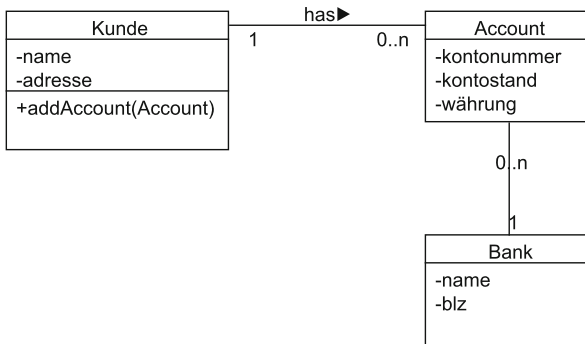 Kunde
-name
-adresse
+addAccount(Account)
has▶
1
0..n
Account
-kontonummer
-kontostand
-währung
0..n
1
Bank
-name
-blz